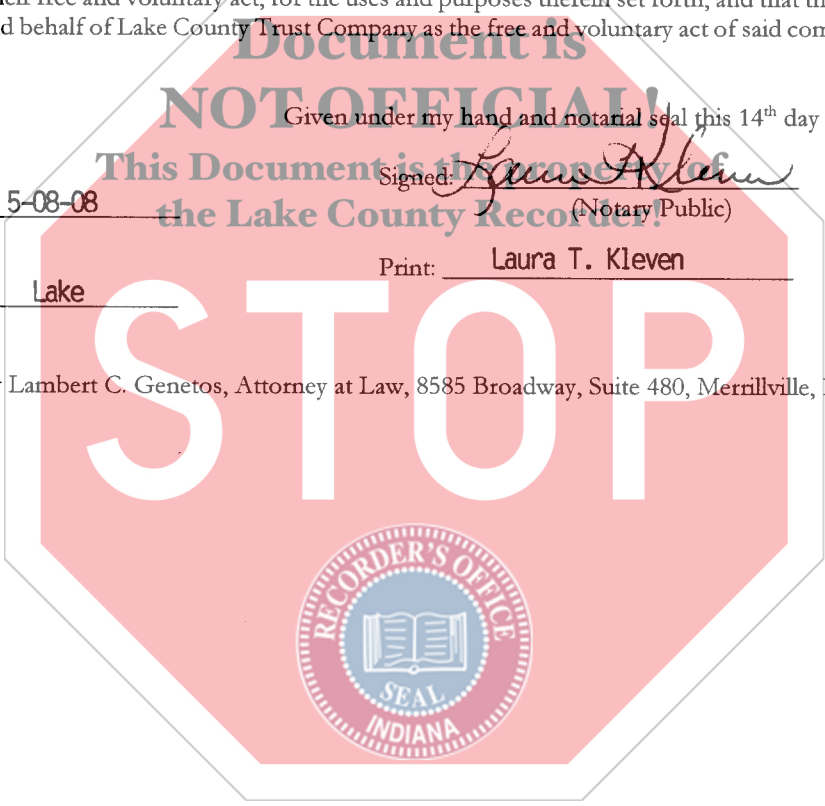 eir free and voluntary act, for the uses and purposes therein set forth, and that th
d behalf of Lake County Trust Company as the free and voluntary act of said com
Document is
NOT OFFICIAL!
Given under my hand and notarial seal this 14th day
This Document is the property of
the Lake County Recorder!
Signed: Laura T. Kleven
5-08-08
(Notary Public)
Print: Laura T. Kleven
Lake
Lambert C. Genetos, Attorney at Law, 8585 Broadway, Suite 480, Merrillville,
STOP
RECORDER'S OFFICE
SEAL
INDIANA